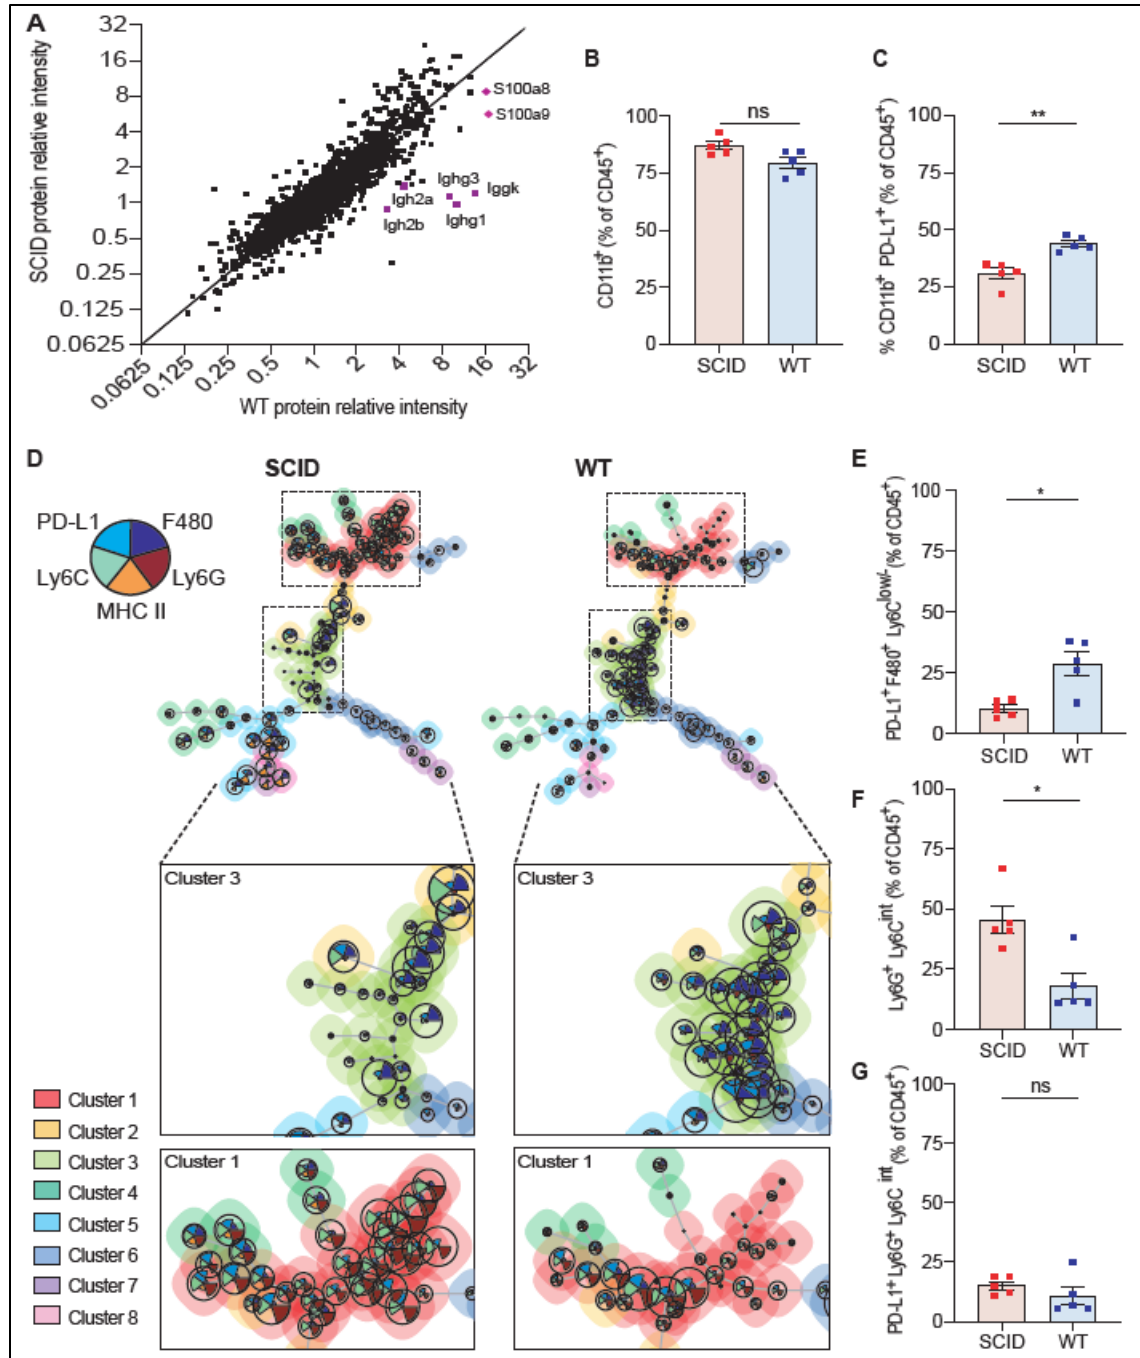 A
SCID protein relative intensity
32
16
8
4
2
1
0.5
0.25
0.125
0.0625
S100a8
S100a9
Ighg3
Iggk
Igh2a
Igh2b
Ighg1
0.0625
0.125
0.25
0.5
1
2
4
8
16
32
WT protein relative intensity
B
CD11b+ (% of CD45+)
100
75
50
25
0
ns
SCID
WT
C
% CD11b+ PD-L1+ (% of CD45+)
100
75
50
25
0
**
SCID
WT
D
SCID
WT
PD-L1
F480
Ly6C
Ly6G
MHC II
Cluster 3
Cluster 3
Cluster 1
Cluster 1
Cluster 1
Cluster 2
Cluster 3
Cluster 4
Cluster 5
Cluster 6
Cluster 7
Cluster 8
E
PD-L1+ F480+ Ly6Clow/- (% of CD45+)
100
75
50
25
0
*
SCID
WT
F
Ly6G+ Ly6Cint (% of CD45+)
100
75
50
25
0
*
SCID
WT
G
PD-L1+ Ly6G+ Ly6C int (% of CD45+)
100
75
50
25
0
ns
SCID
WT